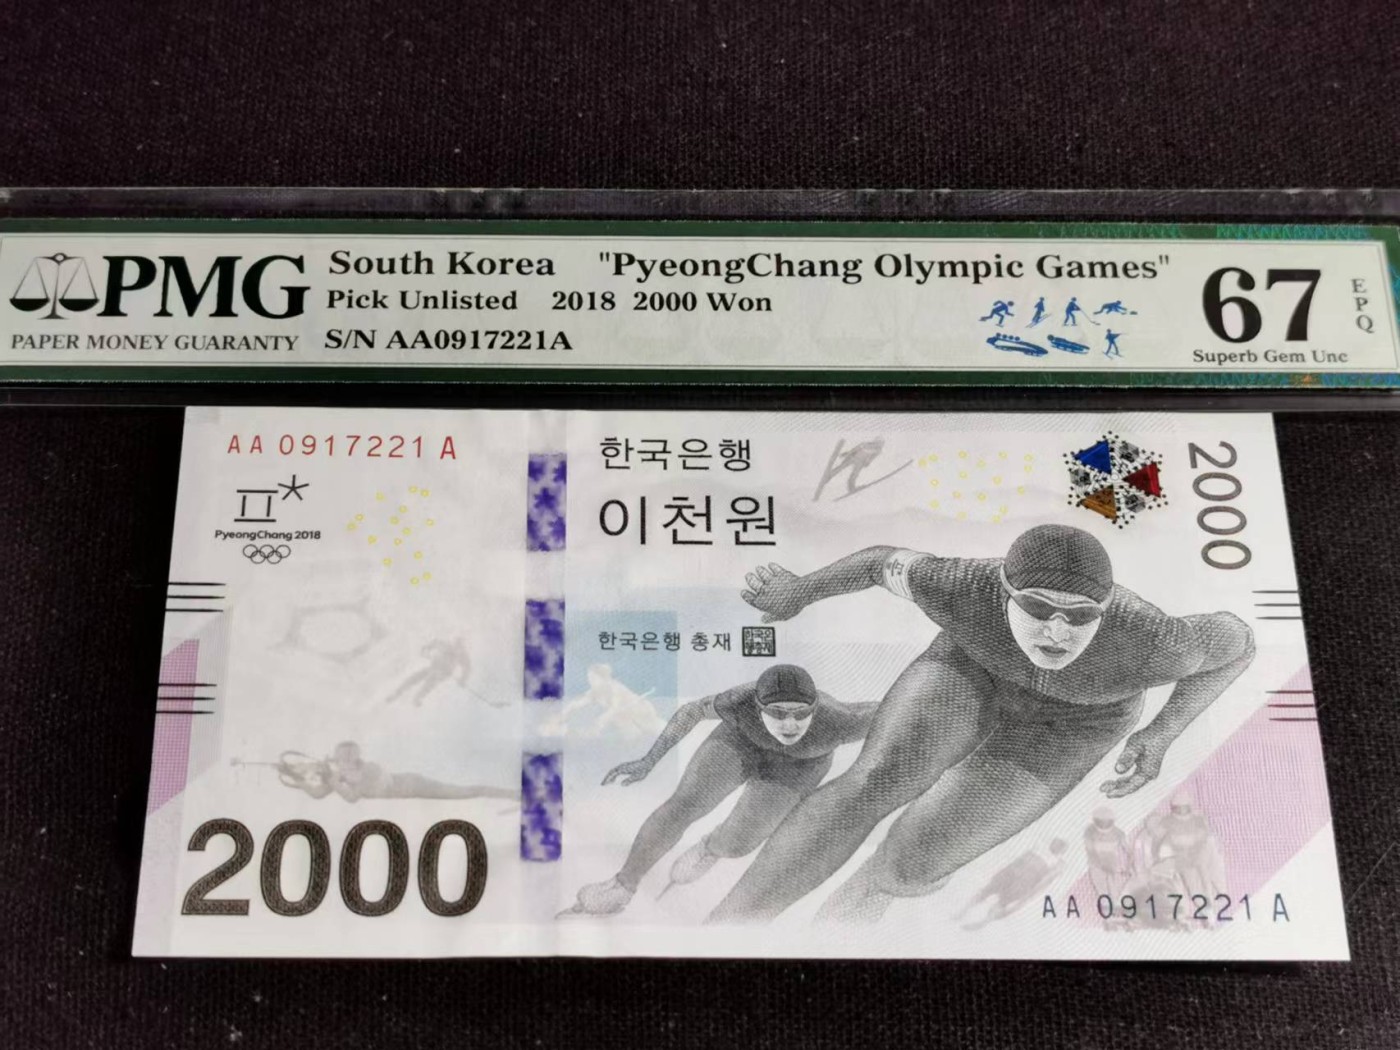 PMG
PAPER MONEY GUARANTY
South Korea "PyeongChang Olympic Games"
Pick Unlisted 2018 2000 Won
S/N AA0917221A
67
EPQ
Superb Gem Unc
AA 0917221 A
PyeongChang 2018
한국은행
이천원
2000
한국은행 총재
2000
AA 0917221 A